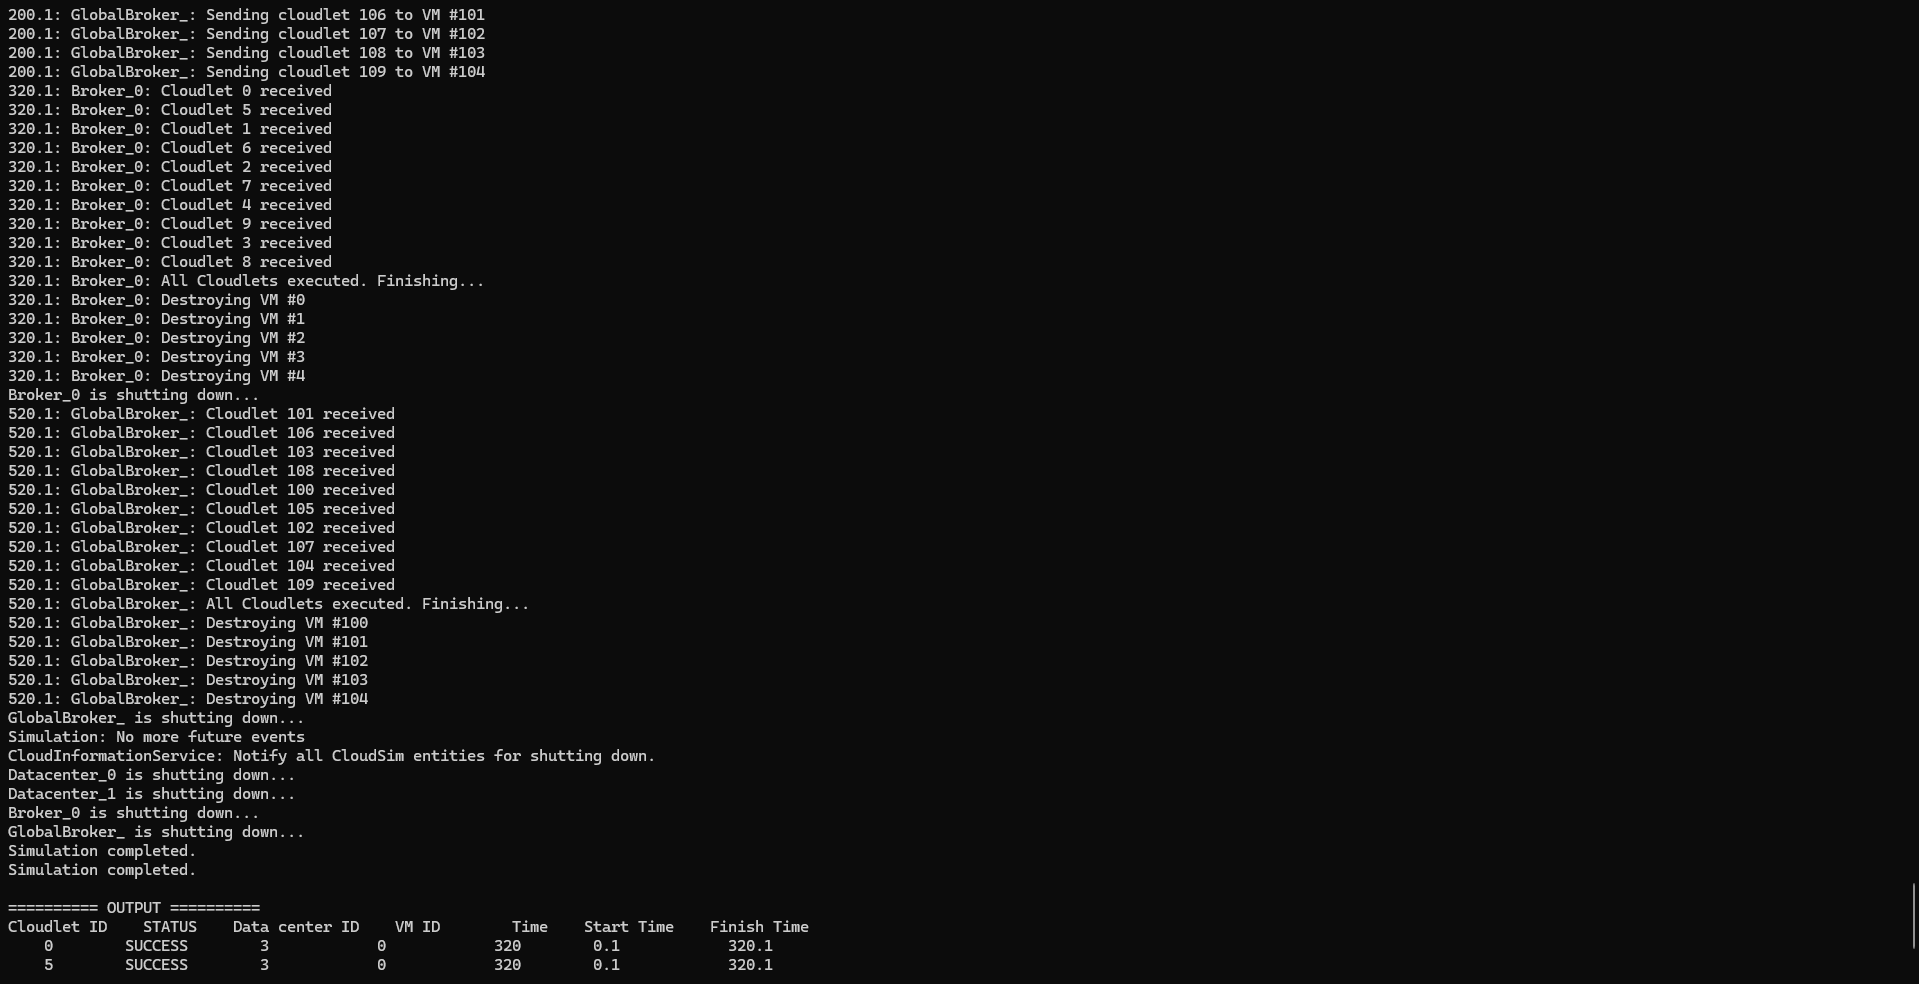 200.1: GlobalBroker_: Sending cloudlet 106 to VM #101
200.1: GlobalBroker_: Sending cloudlet 107 to VM #102
200.1: GlobalBroker_: Sending cloudlet 108 to VM #103
200.1: GlobalBroker_: Sending cloudlet 109 to VM #104
320.1: Broker_0: Cloudlet 0 received
320.1: Broker_0: Cloudlet 5 received
320.1: Broker_0: Cloudlet 1 received
320.1: Broker_0: Cloudlet 6 received
320.1: Broker_0: Cloudlet 2 received
320.1: Broker_0: Cloudlet 7 received
320.1: Broker_0: Cloudlet 4 received
320.1: Broker_0: Cloudlet 9 received
320.1: Broker_0: Cloudlet 3 received
320.1: Broker_0: Cloudlet 8 received
320.1: Broker_0: All Cloudlets executed. Finishing...
320.1: Broker_0: Destroying VM #0
320.1: Broker_0: Destroying VM #1
320.1: Broker_0: Destroying VM #2
320.1: Broker_0: Destroying VM #3
320.1: Broker_0: Destroying VM #4
Broker_0 is shutting down...
520.1: GlobalBroker_: Cloudlet 101 received
520.1: GlobalBroker_: Cloudlet 106 received
520.1: GlobalBroker_: Cloudlet 103 received
520.1: GlobalBroker_: Cloudlet 108 received
520.1: GlobalBroker_: Cloudlet 100 received
520.1: GlobalBroker_: Cloudlet 105 received
520.1: GlobalBroker_: Cloudlet 102 received
520.1: GlobalBroker_: Cloudlet 107 received
520.1: GlobalBroker_: Cloudlet 104 received
520.1: GlobalBroker_: Cloudlet 109 received
520.1: GlobalBroker_: All Cloudlets executed. Finishing...
520.1: GlobalBroker_: Destroying VM #100
520.1: GlobalBroker_: Destroying VM #101
520.1: GlobalBroker_: Destroying VM #102
520.1: GlobalBroker_: Destroying VM #103
520.1: GlobalBroker_: Destroying VM #104
GlobalBroker_ is shutting down...
Simulation: No more future events
CloudInformationService: Notify all CloudSim entities for shutting down.
Datacenter_0 is shutting down...
Datacenter_1 is shutting down...
Broker_0 is shutting down...
GlobalBroker_ is shutting down...
Simulation completed.
Simulation completed.

========== OUTPUT ==========
Cloudlet ID    STATUS    Data center ID    VM ID        Time    Start Time    Finish Time
    0        SUCCESS        3            0            320        0.1            320.1
    5        SUCCESS        3            0            320        0.1            320.1